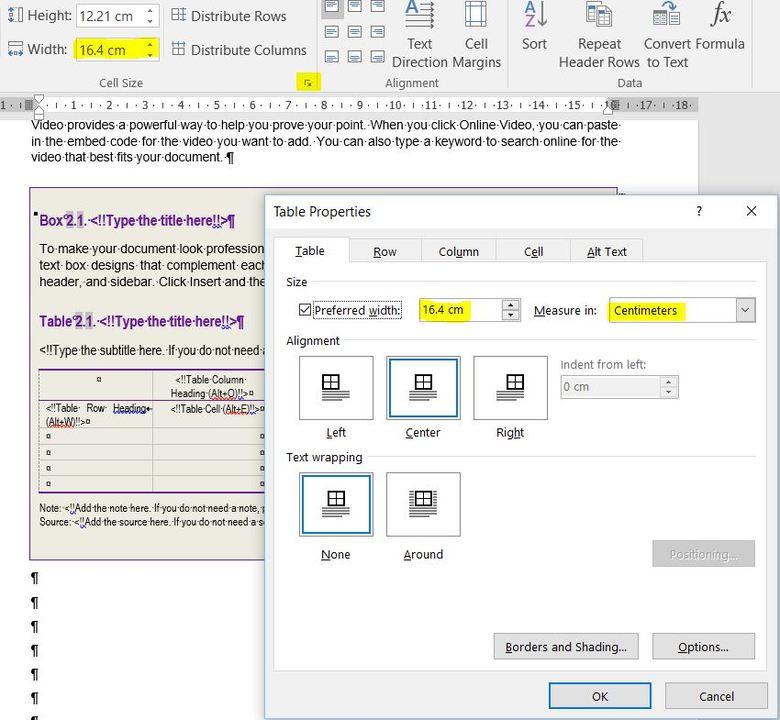 Height: 12.21 cm
Distribute Rows
Width: 16.4 cm
Distribute Columns
Cell Size
Text
Direction
Cell
Margins
Alignment
A
Z
Sort
Repeat
Header Rows
Convert
to Text
fx
Formula
Data
1 · 1 · 2 · 3 · 4 · 5 · 6 · 7 · 8 · 9 · 10 · 11 · 12 · 13 · 14 · 15 · 17 · 18
Video·provides·a·powerful·way·to·help·you·prove·your·point.·When·you·click·Online·Video,·you·can·paste·
in·the·embed·code·for·the·video·you·want·to·add.·You·can·also·type·a·keyword·to·search·online·for·the·
video·that·best·fits·your·document.·¶
Box°2.1.·<!!Type·the·title·here!!>¶
To·make·your·document·look·profession
text·box·designs·that·complement·each
header,·and·sidebar.·Click·Insert·and·the
Table°2.1.·<!!Type·the·title·here!!>¶
<!!Type·the·subtitle·here.·If·you·do·not·need·a
<!!Table·Column·
Heading·(Alt+O)!!>¤
<!!Table·Row·Heading
(Alt+W)!!>¤
<!!Table·Cell·(Alt+E)!!>¤
Note:·<!!Add·the·note·here.·If·you·do·not·need·a·note,
Source:·<!!Add·the·source·here.·If·you·do·not·need·a·s
¶
¶
¶
¶
¶
¶
Table Properties
? ×
Table Row Column Cell Alt Text
Size
Preferred width: 16.4 cm Measure in: Centimeters
Alignment
Indent from left:
0 cm
Left Center Right
Text wrapping
None Around
Positioning...
Borders and Shading... Options...
OK Cancel